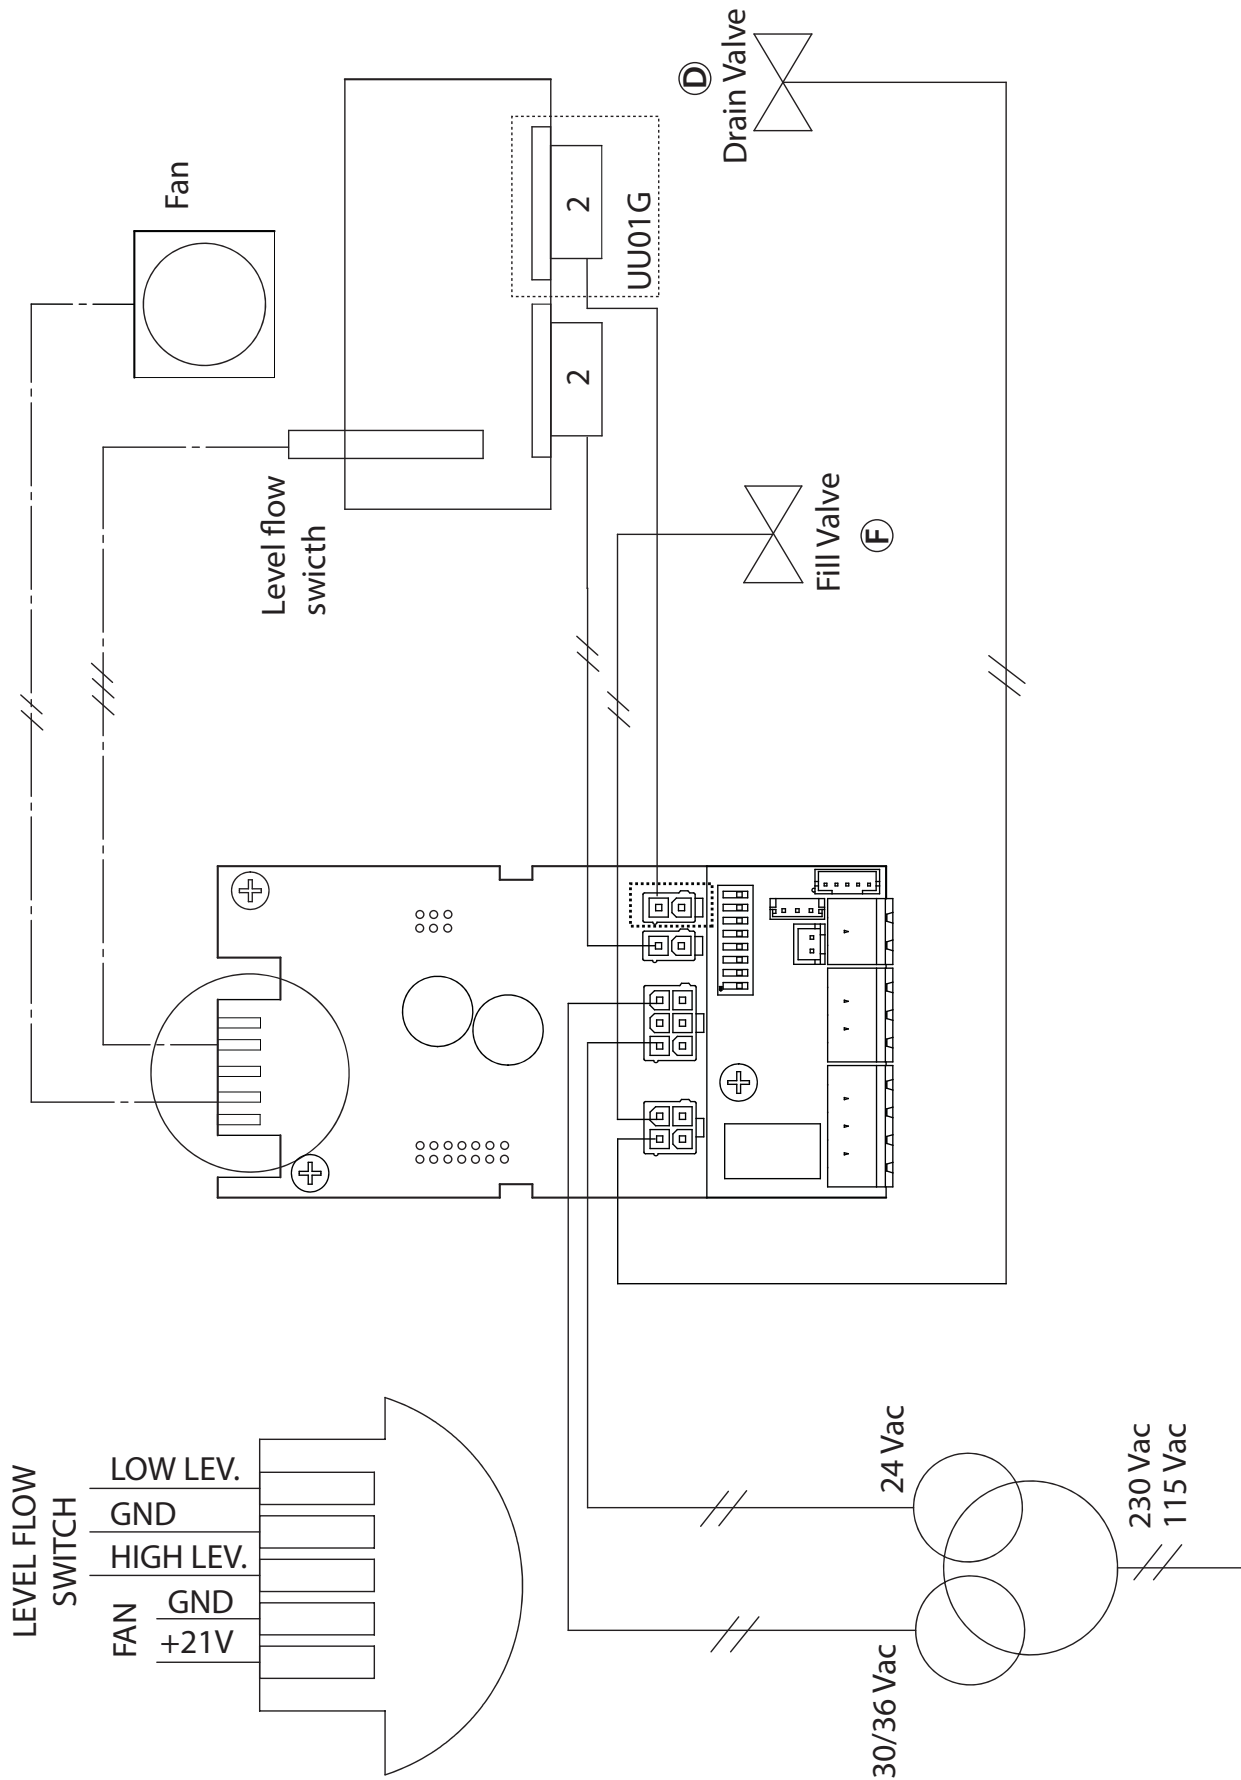 LEVEL FLOW
SWITCH
LOW LEV.
GND
HIGH LEV.
FAN
GND
+21V
Fan
Level flow
swicth
2
2
UU01G
D
Drain Valve
Fill Valve
F
24 Vac
30/36 Vac
230 Vac
115 Vac